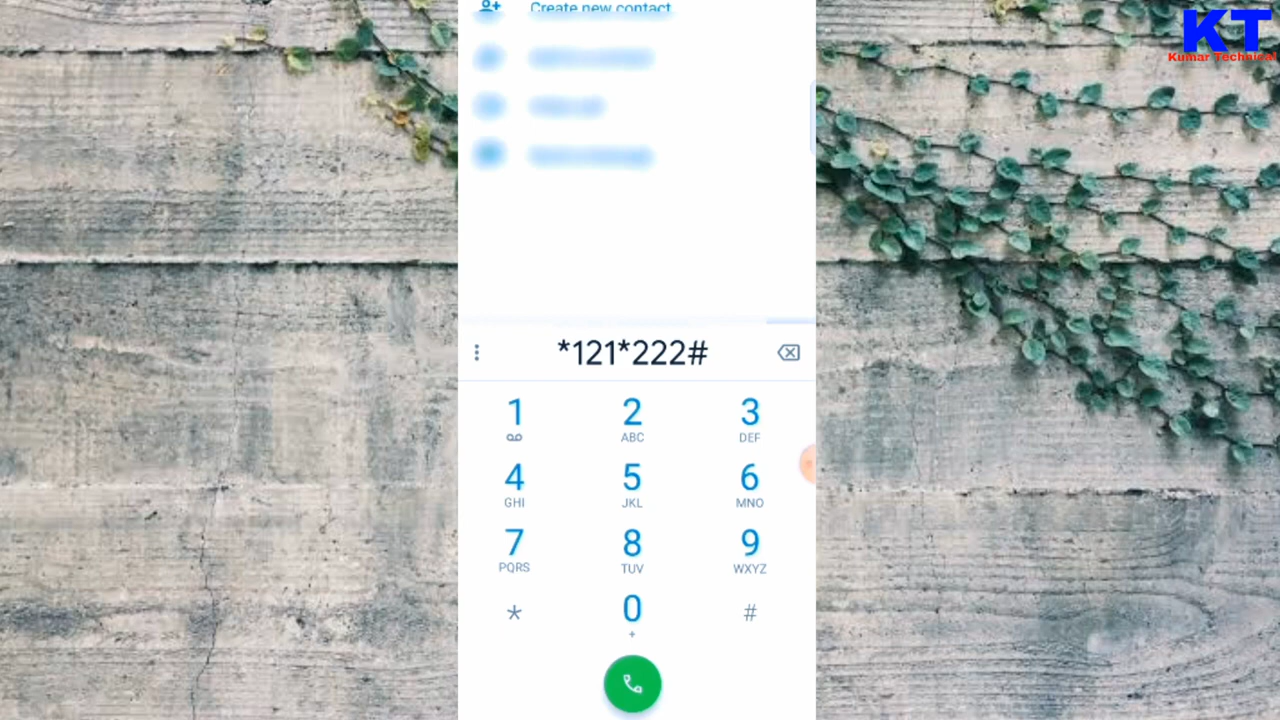 Create new contact
KT
Kumar Technical
*121*222#
1 2 3
ABC DEF
4 5 6
GHI JKL MNO
7 8 9
PQRS TUV WXYZ
* 0 #
+